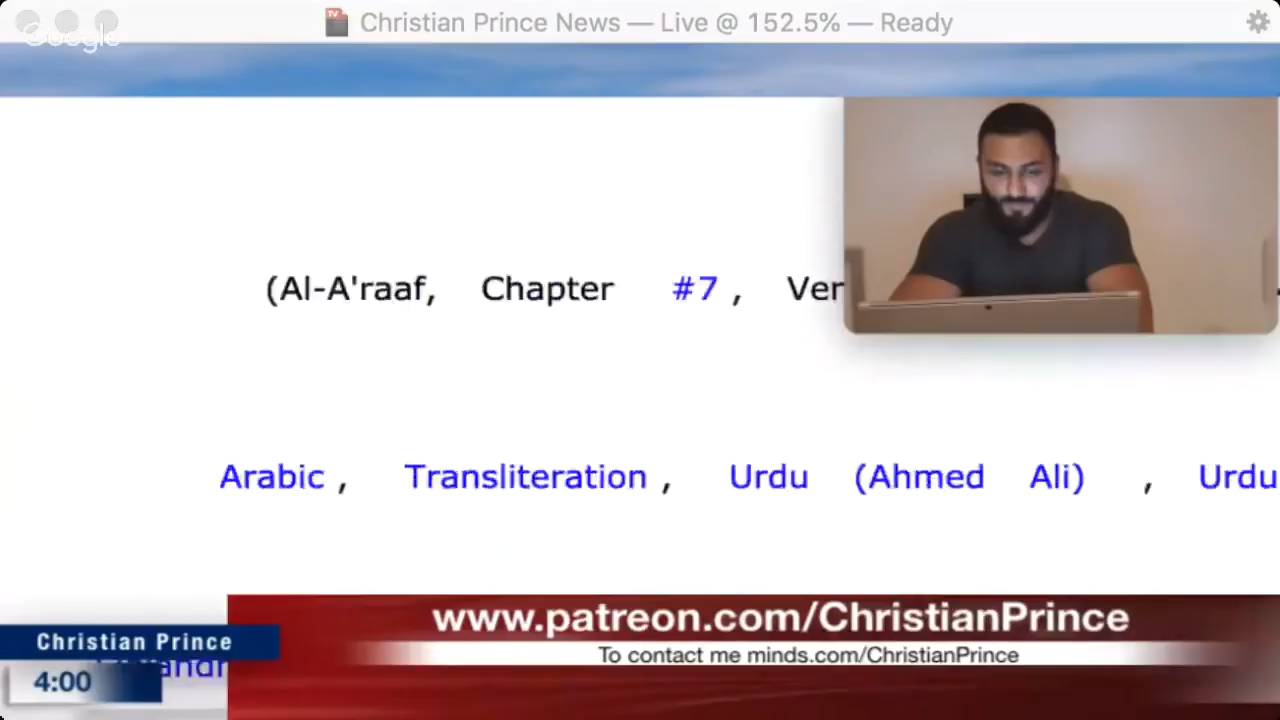 Christian Prince News — Live @ 152.5% — Ready
Google
(Al-A'raaf, Chapter #7 , Ver
Arabic , Transliteration , Urdu (Ahmed Ali) , Urdu
www.patreon.com/ChristianPrince
Christian Prince
To contact me minds.com/ChristianPrince
4:00